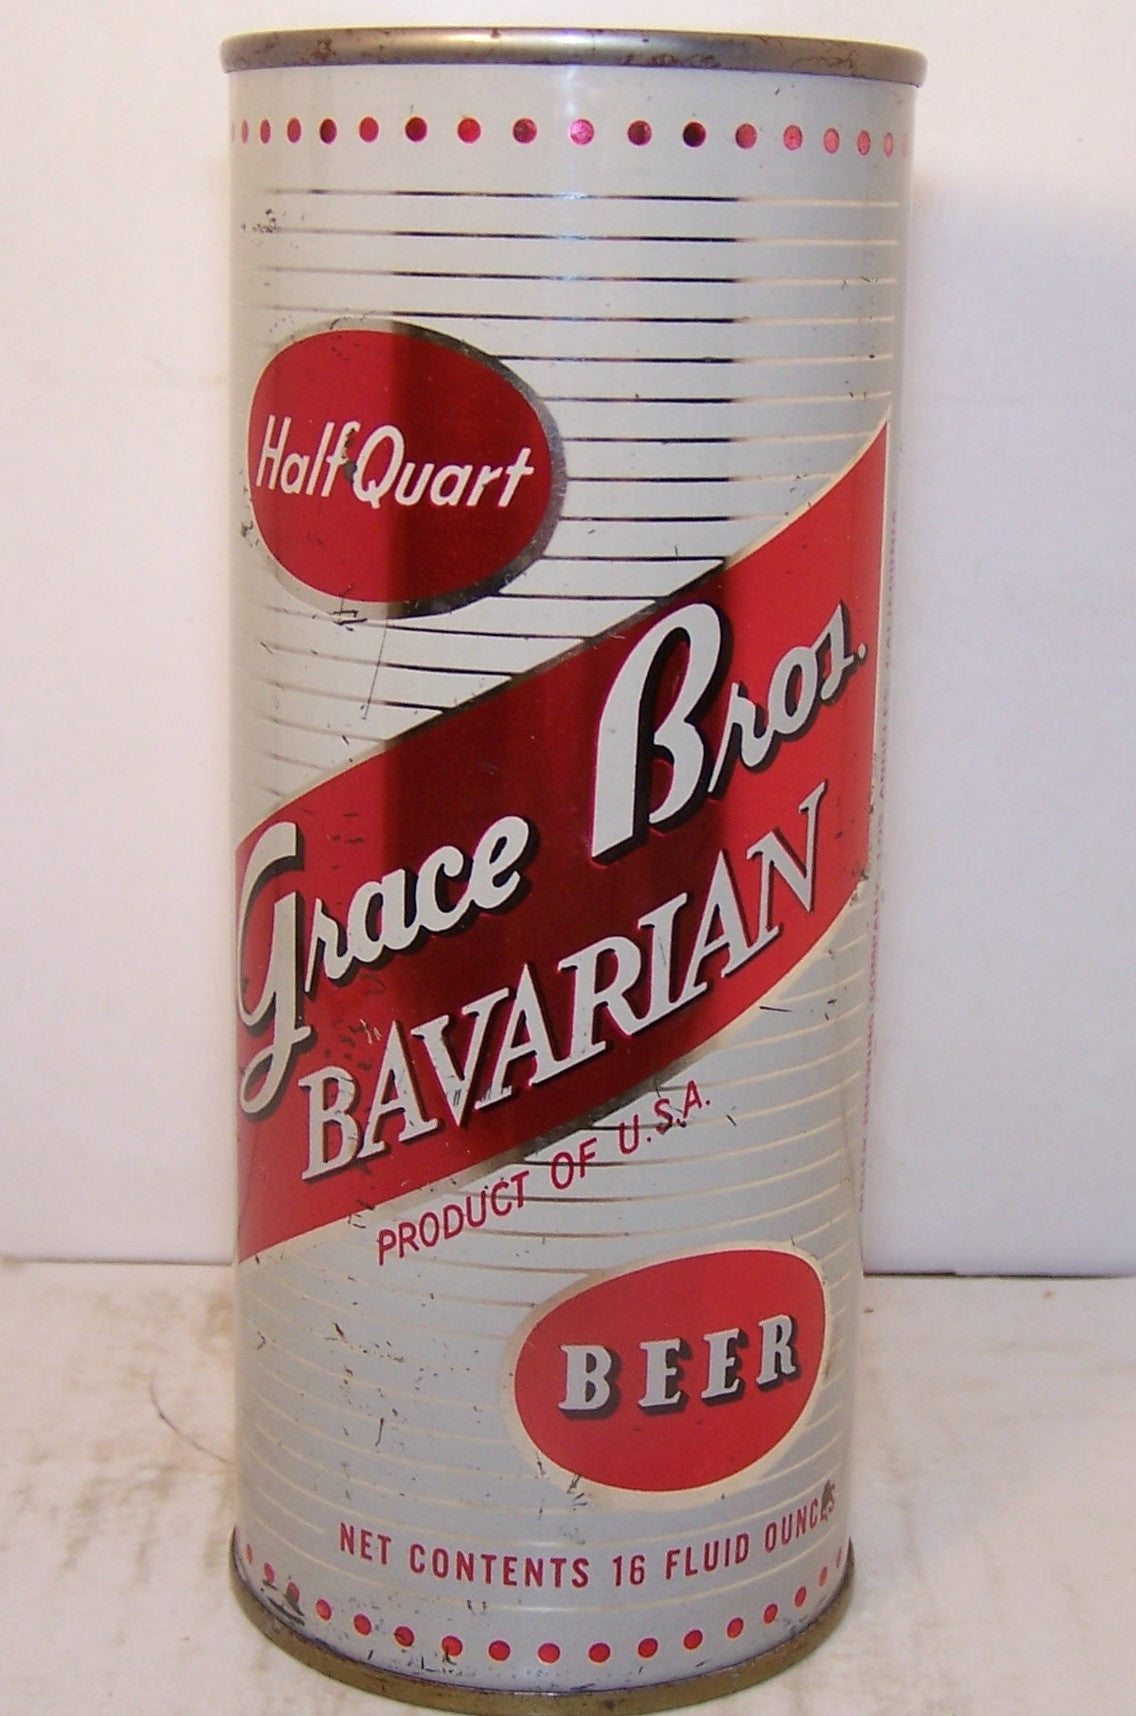 Half Quart
Grace Bros.
BAVARIAN
PRODUCT OF U.S.A.
BEER
NET CONTENTS 16 FLUID OUNCES